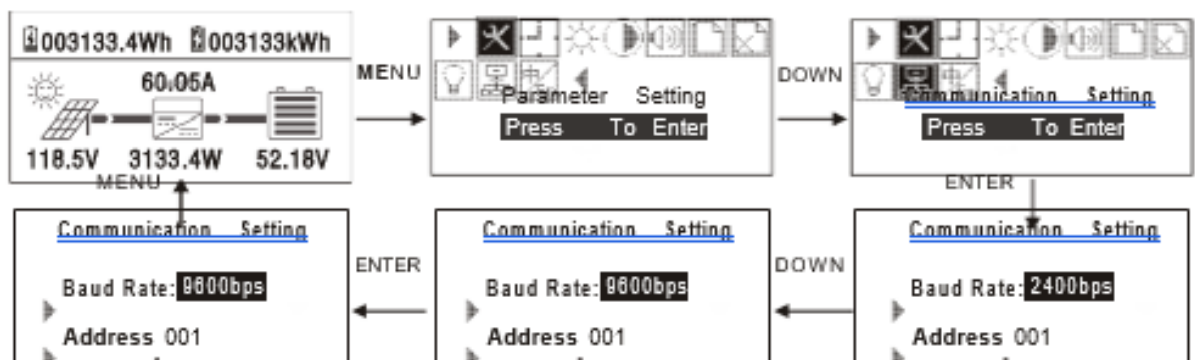 003133.4Wh 003133kWh
60.05A
118.5V 3133.4W 52.18V
MENU
Parameter Setting
Press To Enter
DOWN
Communication Setting
Press To Enter
ENTER
Communication Setting
Baud Rate: 2400bps
Address 001
DOWN
Communication Setting
Baud Rate: 9600bps
Address 001
ENTER
Communication Setting
Baud Rate: 9600bps
Address 001
MENU